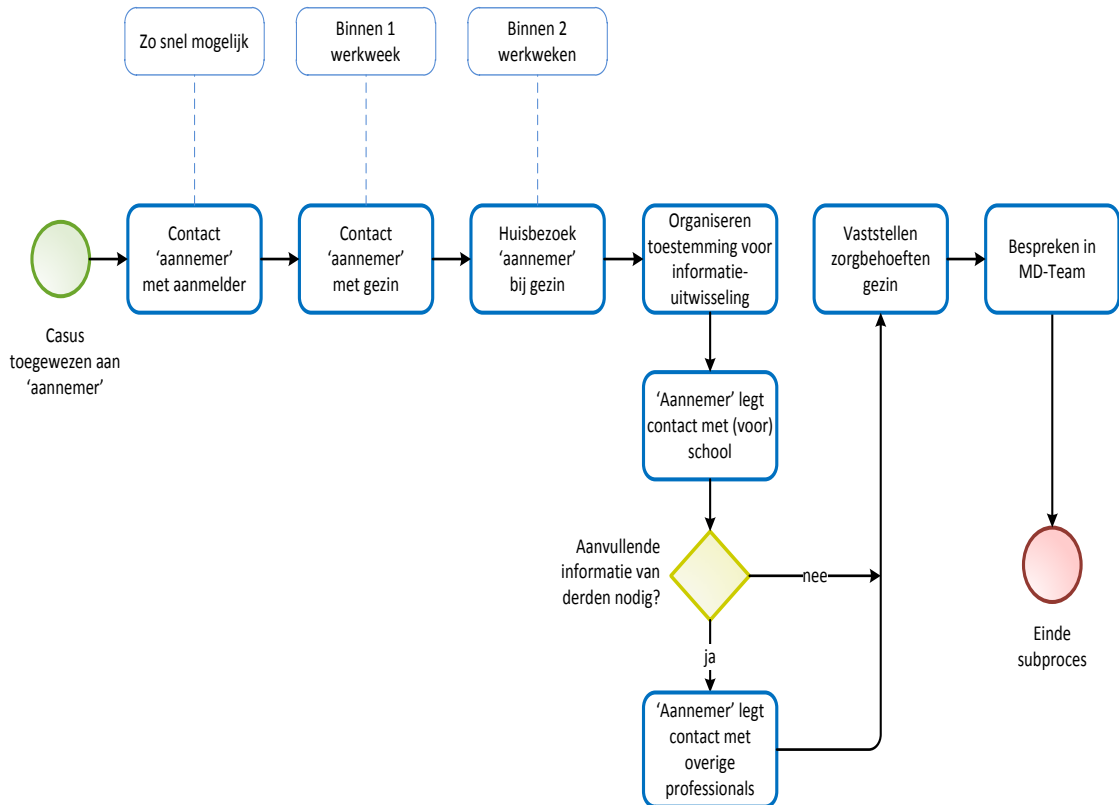 Zo snel mogelijk
Binnen 1
werkweek
Binnen 2
werkweken
Casus
toegewezen aan
‘aannemer’
Contact
‘aannemer’
met aanmelder
Contact
‘aannemer’
met gezin
Huisbezoek
‘aannemer’
bij gezin
Organiseren
toestemming voor
informatie-
uitwisseling
Vaststellen
zorgbehoeften
gezin
Bespreken in
MD-Team
‘Aannemer’ legt
contact met (voor)
school
Aanvullende
informatie van
derden nodig?
nee
ja
‘Aannemer’ legt
contact met
overige
professionals
Einde
subproces